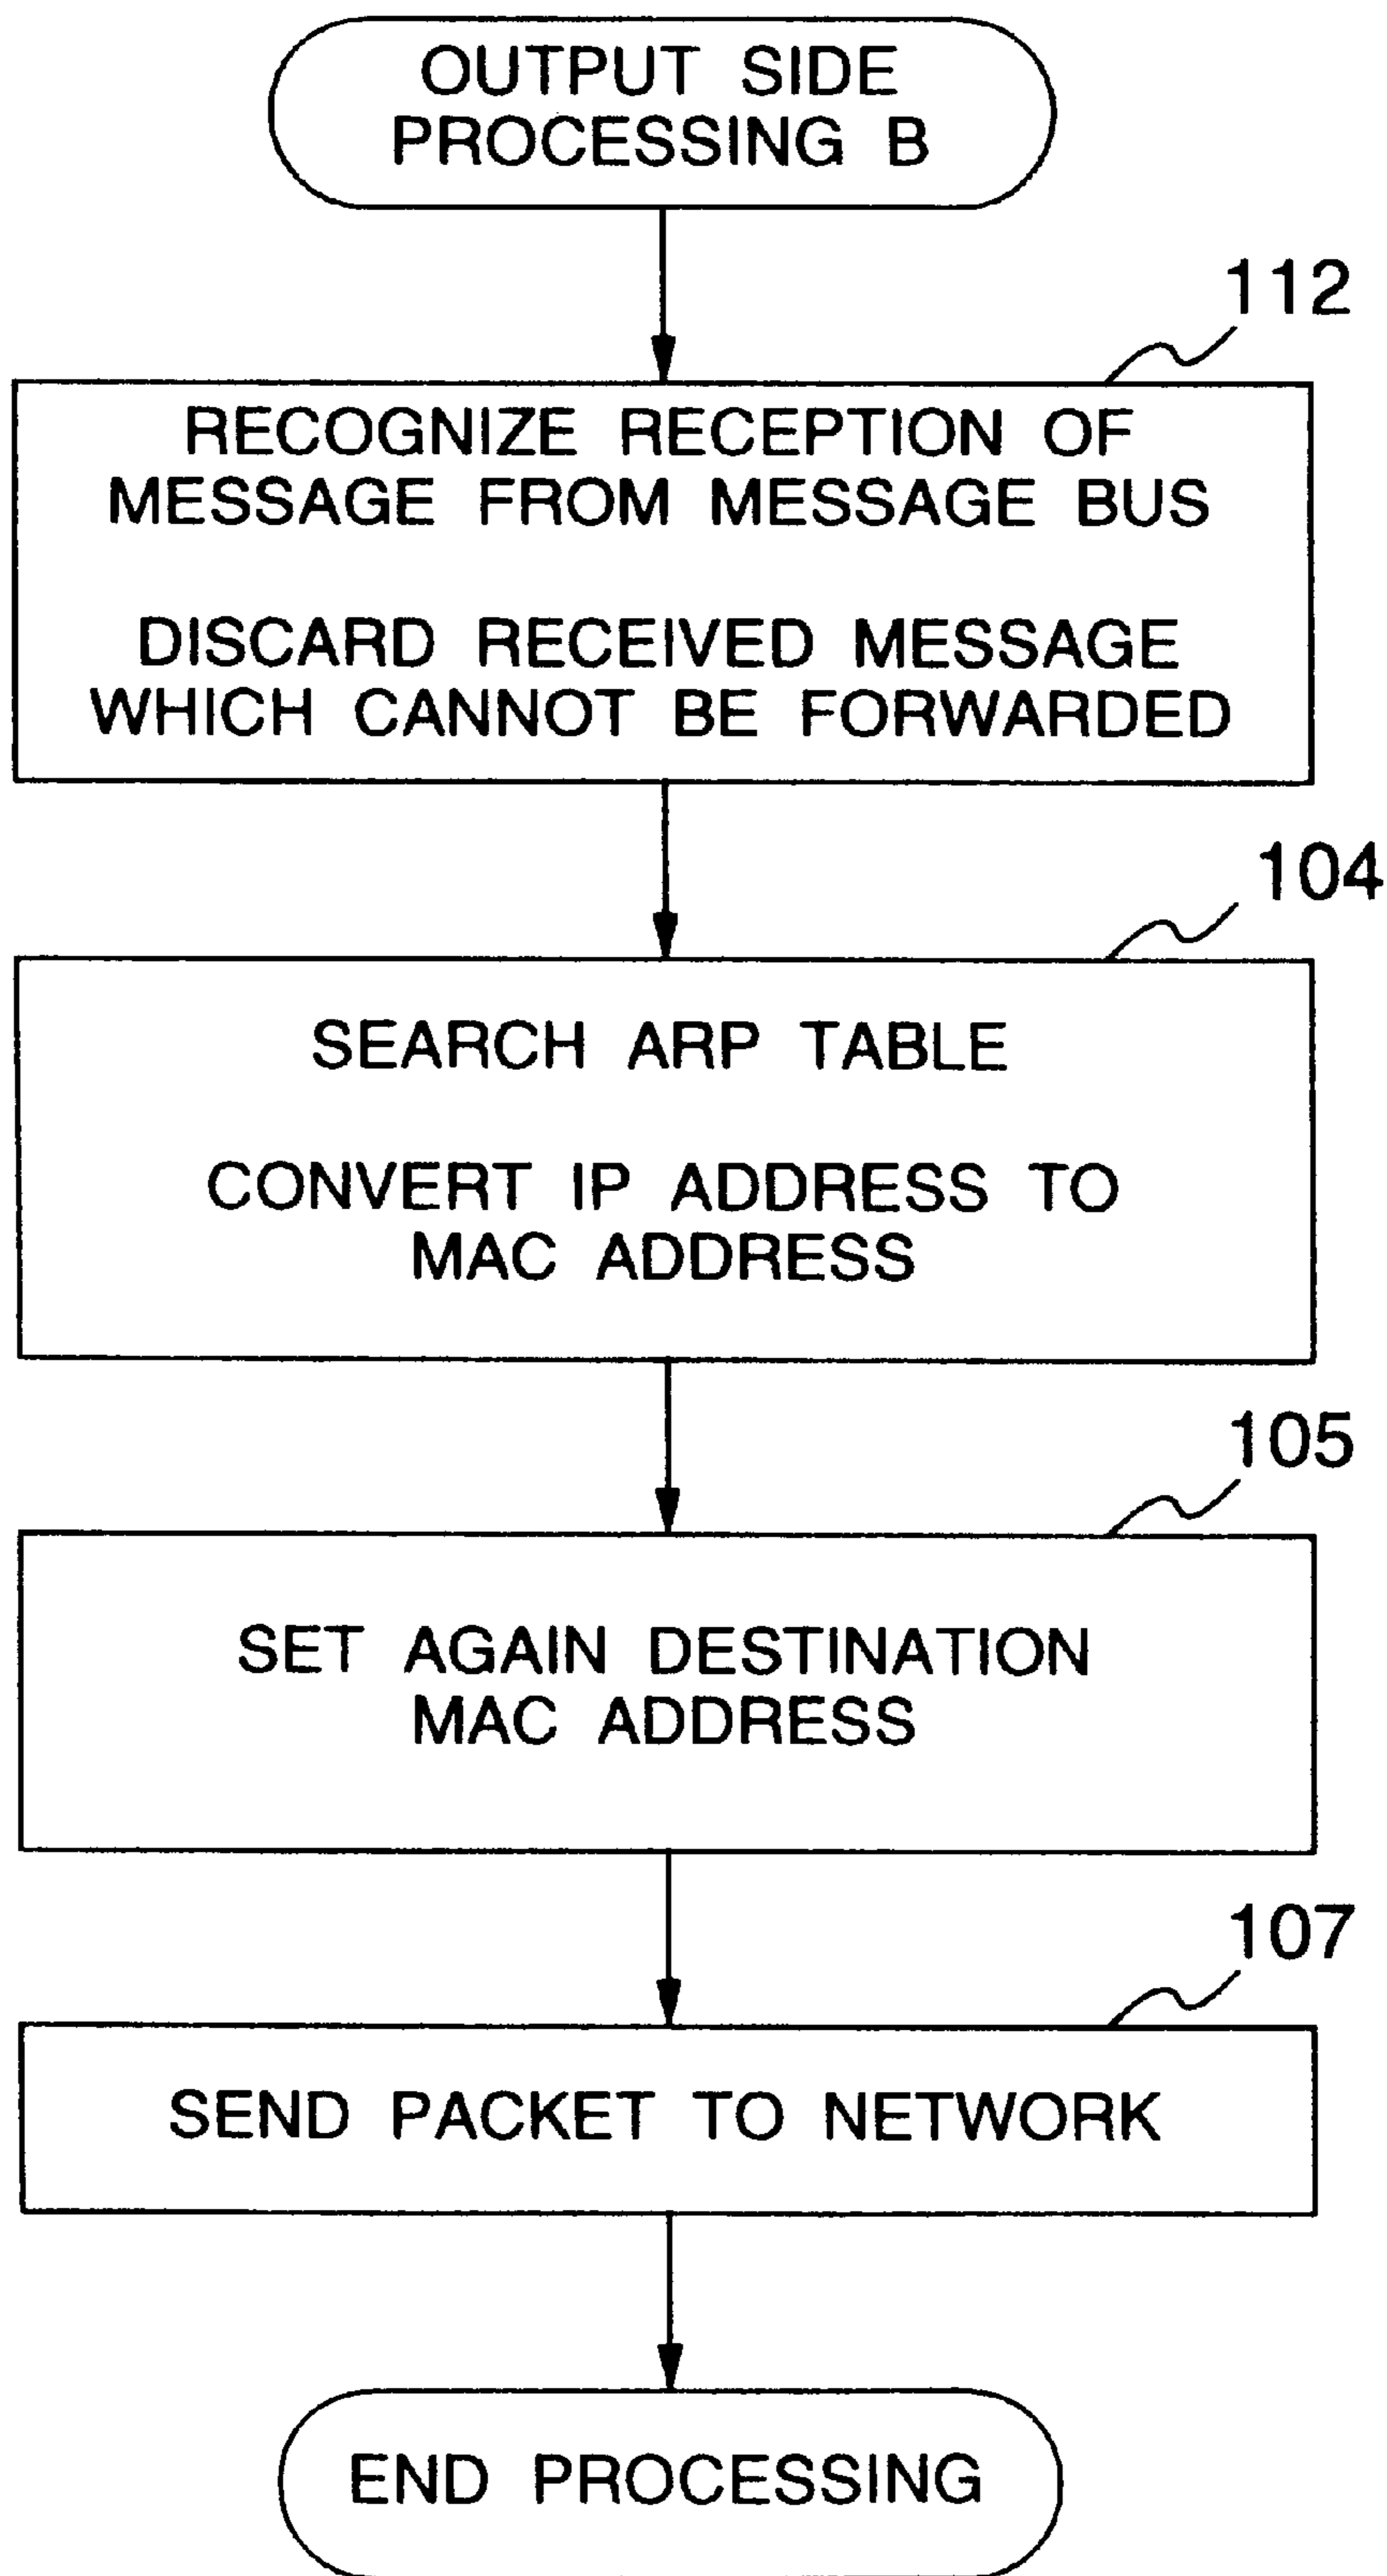 OUTPUT SIDE
PROCESSING B
112
RECOGNIZE RECEPTION OF
MESSAGE FROM MESSAGE BUS
DISCARD RECEIVED MESSAGE
WHICH CANNOT BE FORWARDED
104
SEARCH ARP TABLE
CONVERT IP ADDRESS TO
MAC ADDRESS
105
SET AGAIN DESTINATION
MAC ADDRESS
107
SEND PACKET TO NETWORK
END PROCESSING